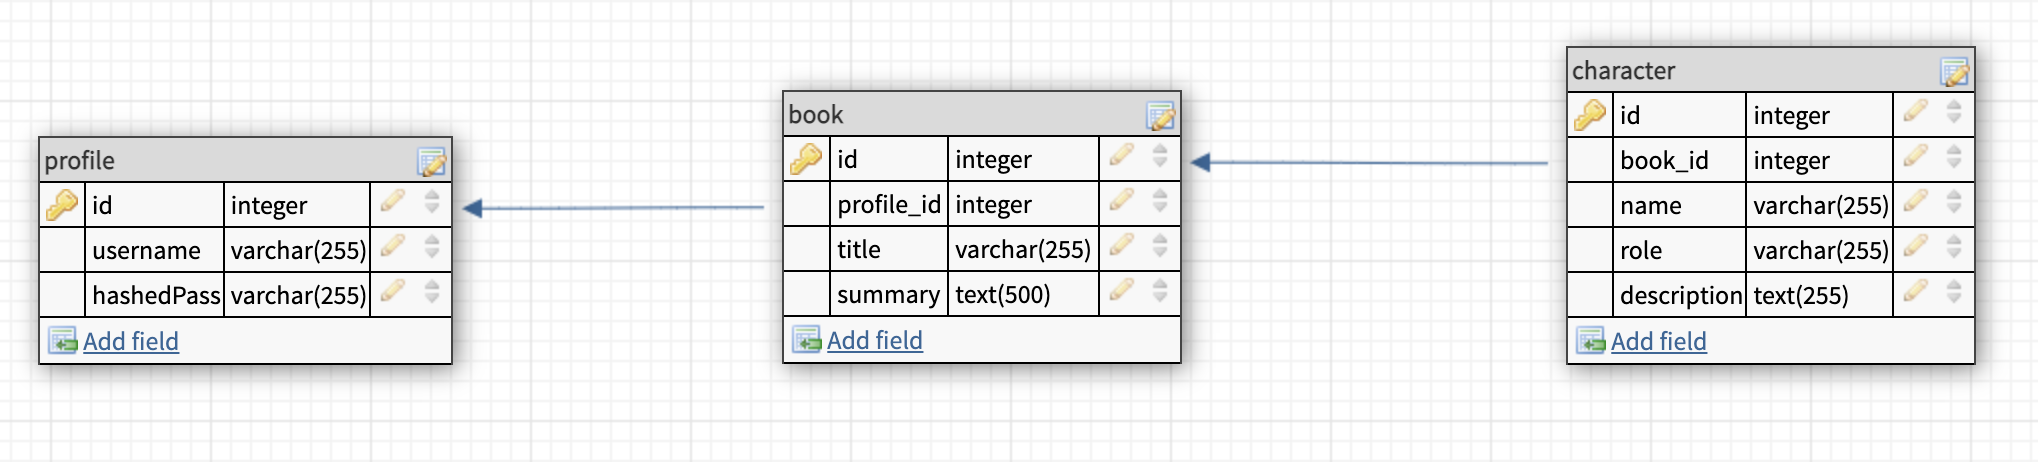 profile
id integer
username varchar(255)
hashedPass varchar(255)
Add field
book
id integer
profile_id integer
title varchar(255)
summary text(500)
Add field
character
id integer
book_id integer
name varchar(255)
role varchar(255)
description text(255)
Add field